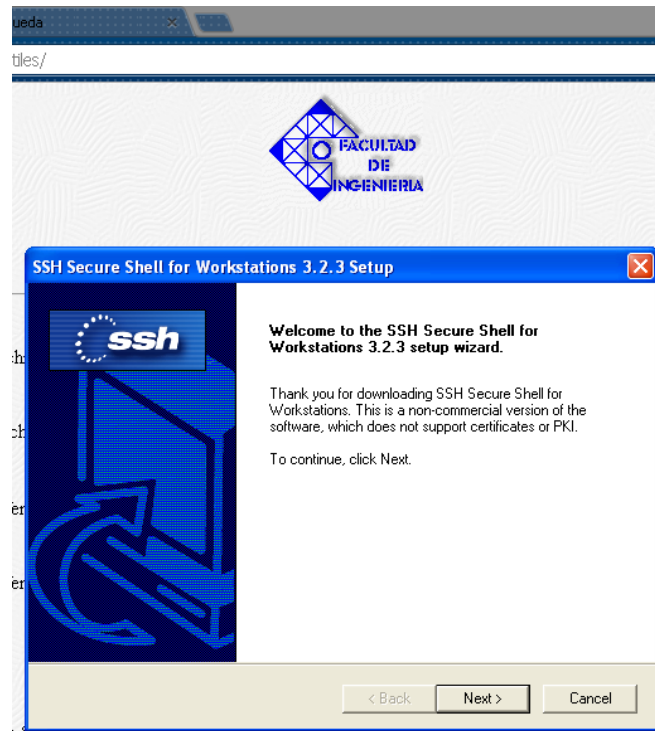 ueda
tiles/
FACULTAD
DE
INGENIERIA
SSH Secure Shell for Workstations 3.2.3 Setup
ssh
Welcome to the SSH Secure Shell for
Workstations 3.2.3 setup wizard.
Thank you for downloading SSH Secure Shell for
Workstations. This is a non-commercial version of the
software, which does not support certificates or PKI.
To continue, click Next.
< Back Next > Cancel